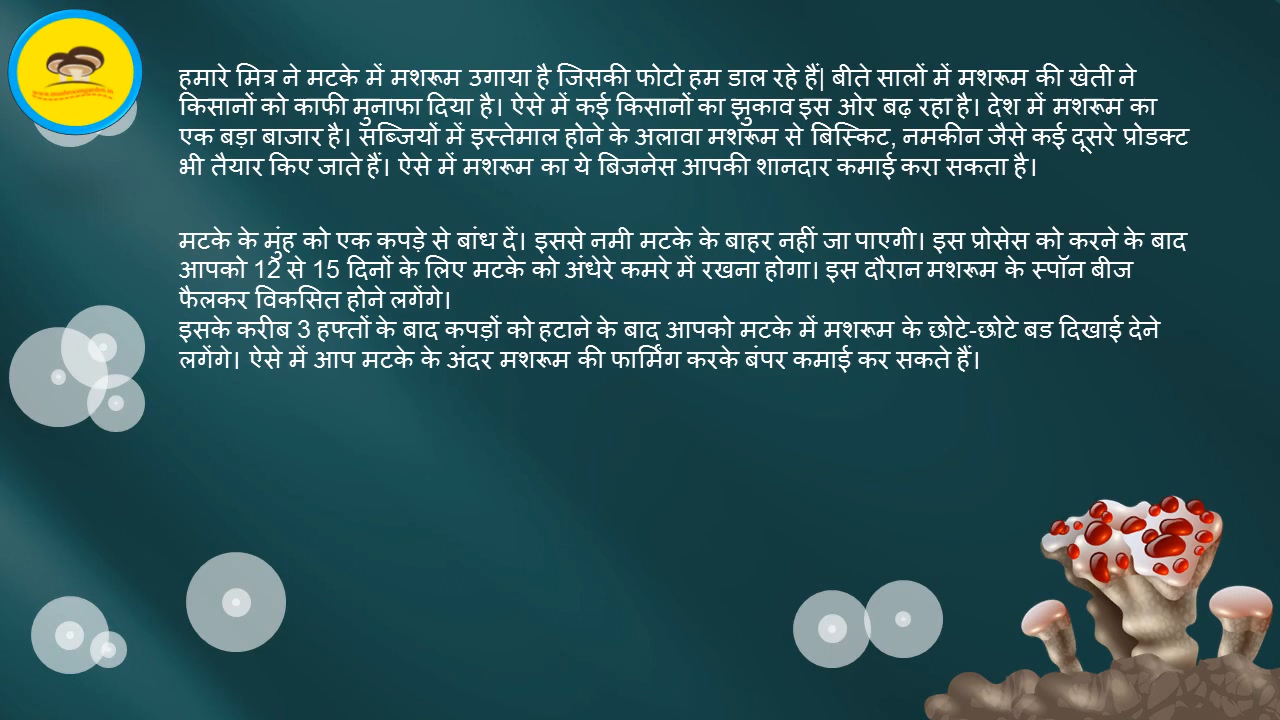 हमारे मित्र ने मटके में मशरूम उगाया है जिसकी फोटो हम डाल रहे हैं| बीते सालों में मशरूम की खेती ने
किसानों को काफी मुनाफा दिया है। ऐसे में कई किसानों का झुकाव इस ओर बढ़ रहा है। देश में मशरूम का
एक बड़ा बाजार है। सब्जियों में इस्तेमाल होने के अलावा मशरूम से बिस्किट, नमकीन जैसे कई दूसरे प्रोडक्ट
भी तैयार किए जाते हैं। ऐसे में मशरूम का ये बिजनेस आपकी शानदार कमाई करा सकता है।
मटके के मुंह को एक कपड़े से बांध दें। इससे नमी मटके के बाहर नहीं जा पाएगी। इस प्रोसेस को करने के बाद
आपको 12 से 15 दिनों के लिए मटके को अंधेरे कमरे में रखना होगा। इस दौरान मशरूम के स्पॉन बीज
फैलकर विकसित होने लगेंगे।
इसके करीब 3 हफ्तों के बाद कपड़ों को हटाने के बाद आपको मटके में मशरूम के छोटे-छोटे बड दिखाई देने
लगेंगे। ऐसे में आप मटके के अंदर मशरूम की फार्मिंग करके बंपर कमाई कर सकते हैं।